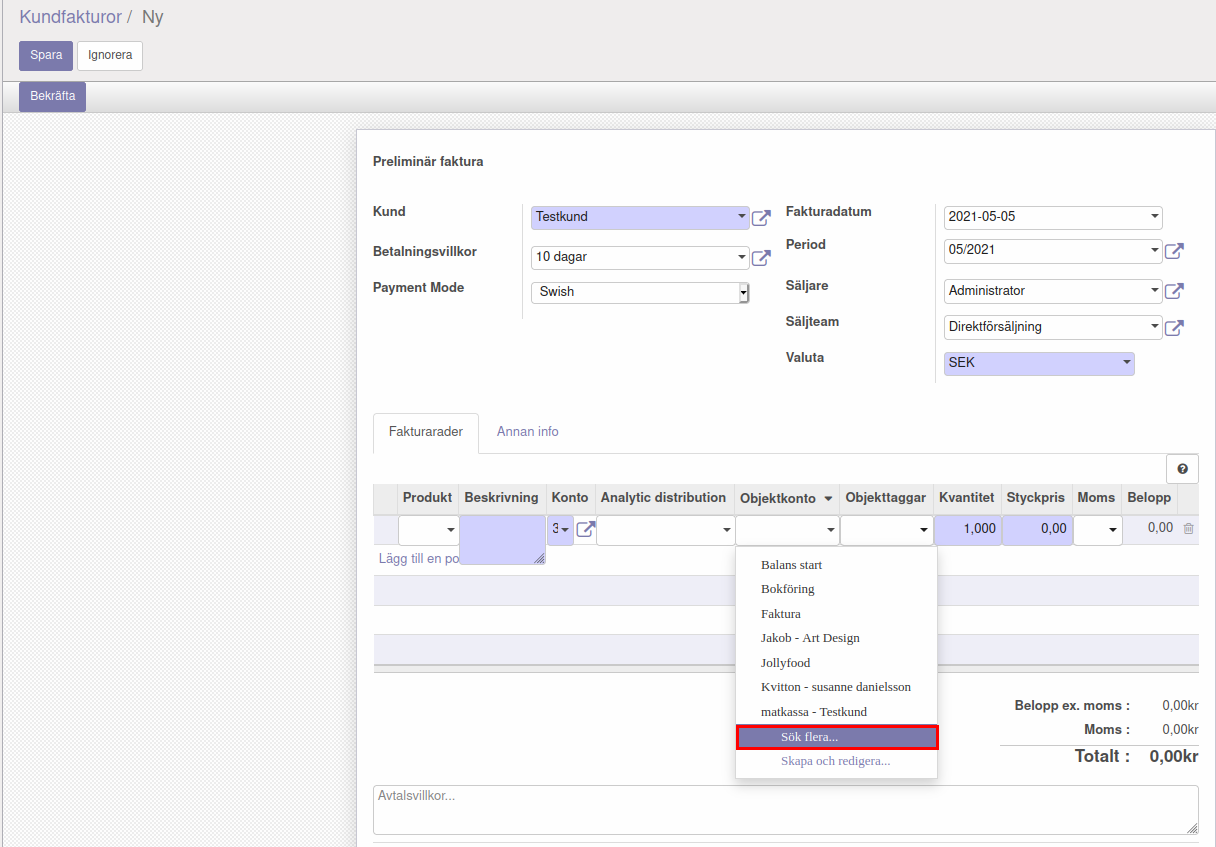 Kundfakturor / Ny
Spara Ignorera
Bekräfta
Preliminär faktura
Kund Testkund Fakturadatum 2021-05-05
Period 05/2021
Betalningsvillkor 10 dagar
Payment Mode Swish Säljare Administrator
Säljteam Direktförsäljning
Valuta SEK
Fakturarader Annan info
?
Produkt Beskrivning Konto Analytic distribution Objektkonto Objekttaggar Kvantitet Styckpris Moms Belopp
3 1,000 0,00 0,00
Lägg till en po
Balans start
Bokföring
Faktura
Jakob - Art Design
Jollyfood
Kvitton - susanne danielsson
matkassa - Testkund
Sök flera...
Skapa och redigera...
Belopp ex. moms : 0,00kr
Moms : 0,00kr
Totalt : 0,00kr
Avtalsvillkor...